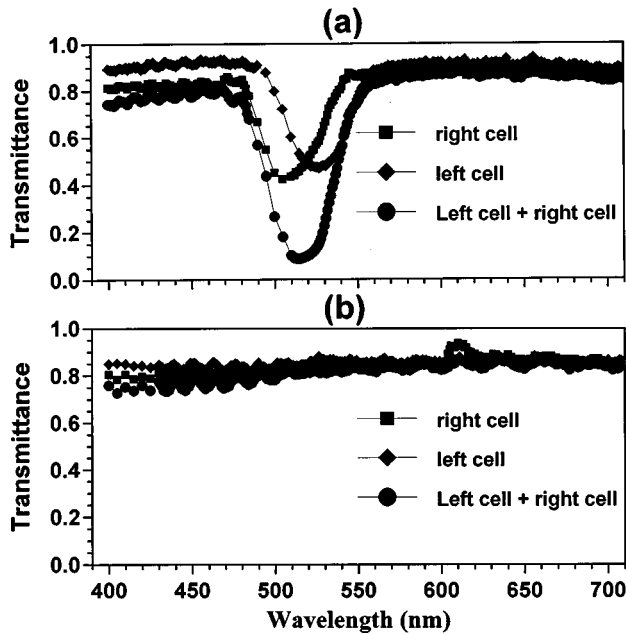 (a)
Transmittance
1.0
0.8
0.6
0.4
0.2
0.0
right cell
left cell
Left cell + right cell
(b)
Transmittance
1.0
0.8
0.6
0.4
0.2
0.0
right cell
left cell
Left cell + right cell
400 450 500 550 600 650 700
Wavelength (nm)